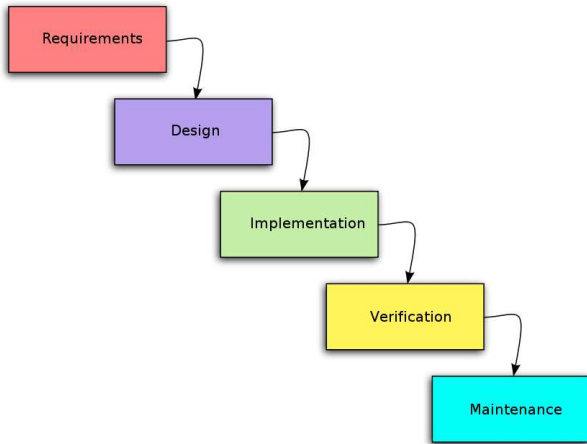 Requirements
Design
Implementation
Verification
Maintenance